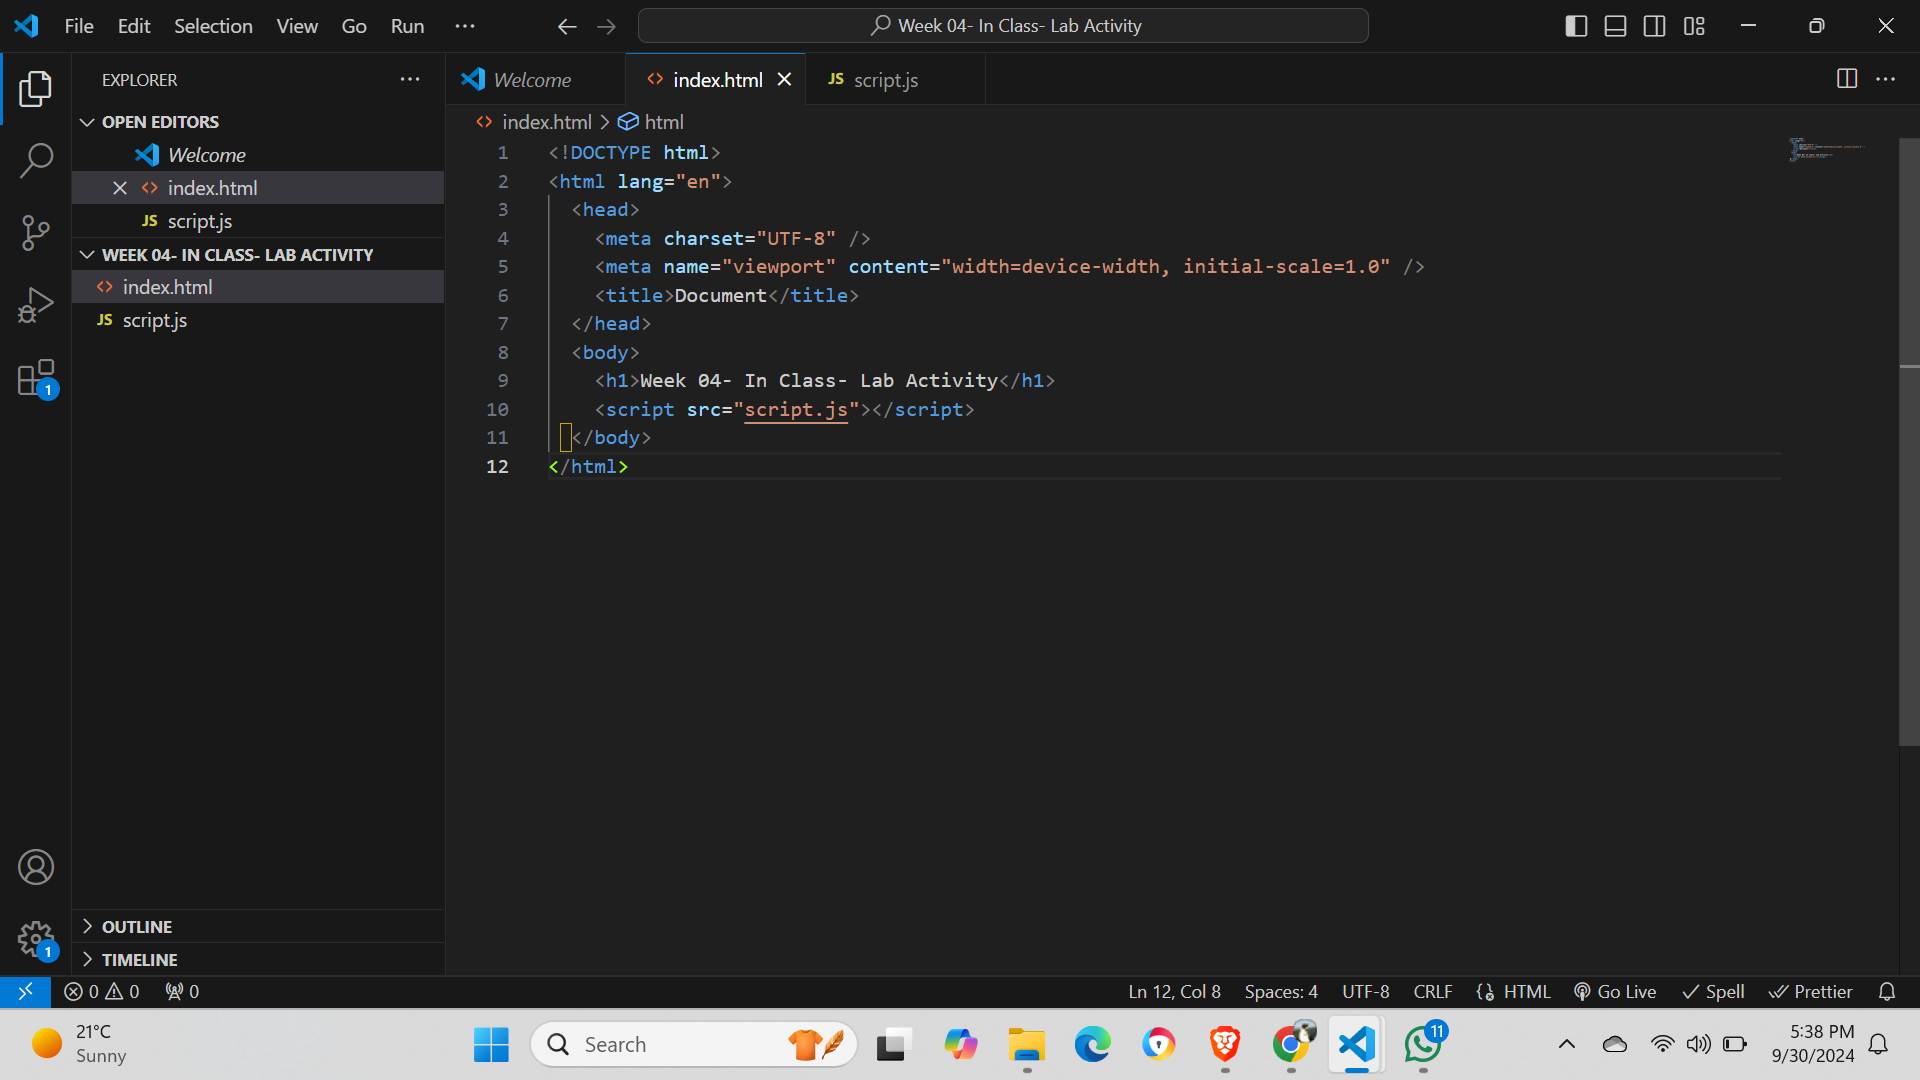 File Edit Selection View Go Run
Week 04- In Class- Lab Activity
EXPLORER
Welcome
index.html
JS script.js
OPEN EDITORS
index.html
html
Welcome
index.html
JS script.js
WEEK 04- IN CLASS- LAB ACTIVITY
index.html
JS script.js
1 <!DOCTYPE html>
2 <html lang="en">
3 <head>
4 <meta charset="UTF-8" />
5 <meta name="viewport" content="width=device-width, initial-scale=1.0" />
6 <title>Document</title>
7 </head>
8 <body>
9 <h1>Week 04- In Class- Lab Activity</h1>
10 <script src="script.js"></script>
11 </body>
12 </html>
1
1
OUTLINE
TIMELINE
0 0 0
Ln 12, Col 8 Spaces: 4 UTF-8 CRLF HTML Go Live Spell Prettier
21°C
Sunny
Search
11
5:38 PM
9/30/2024